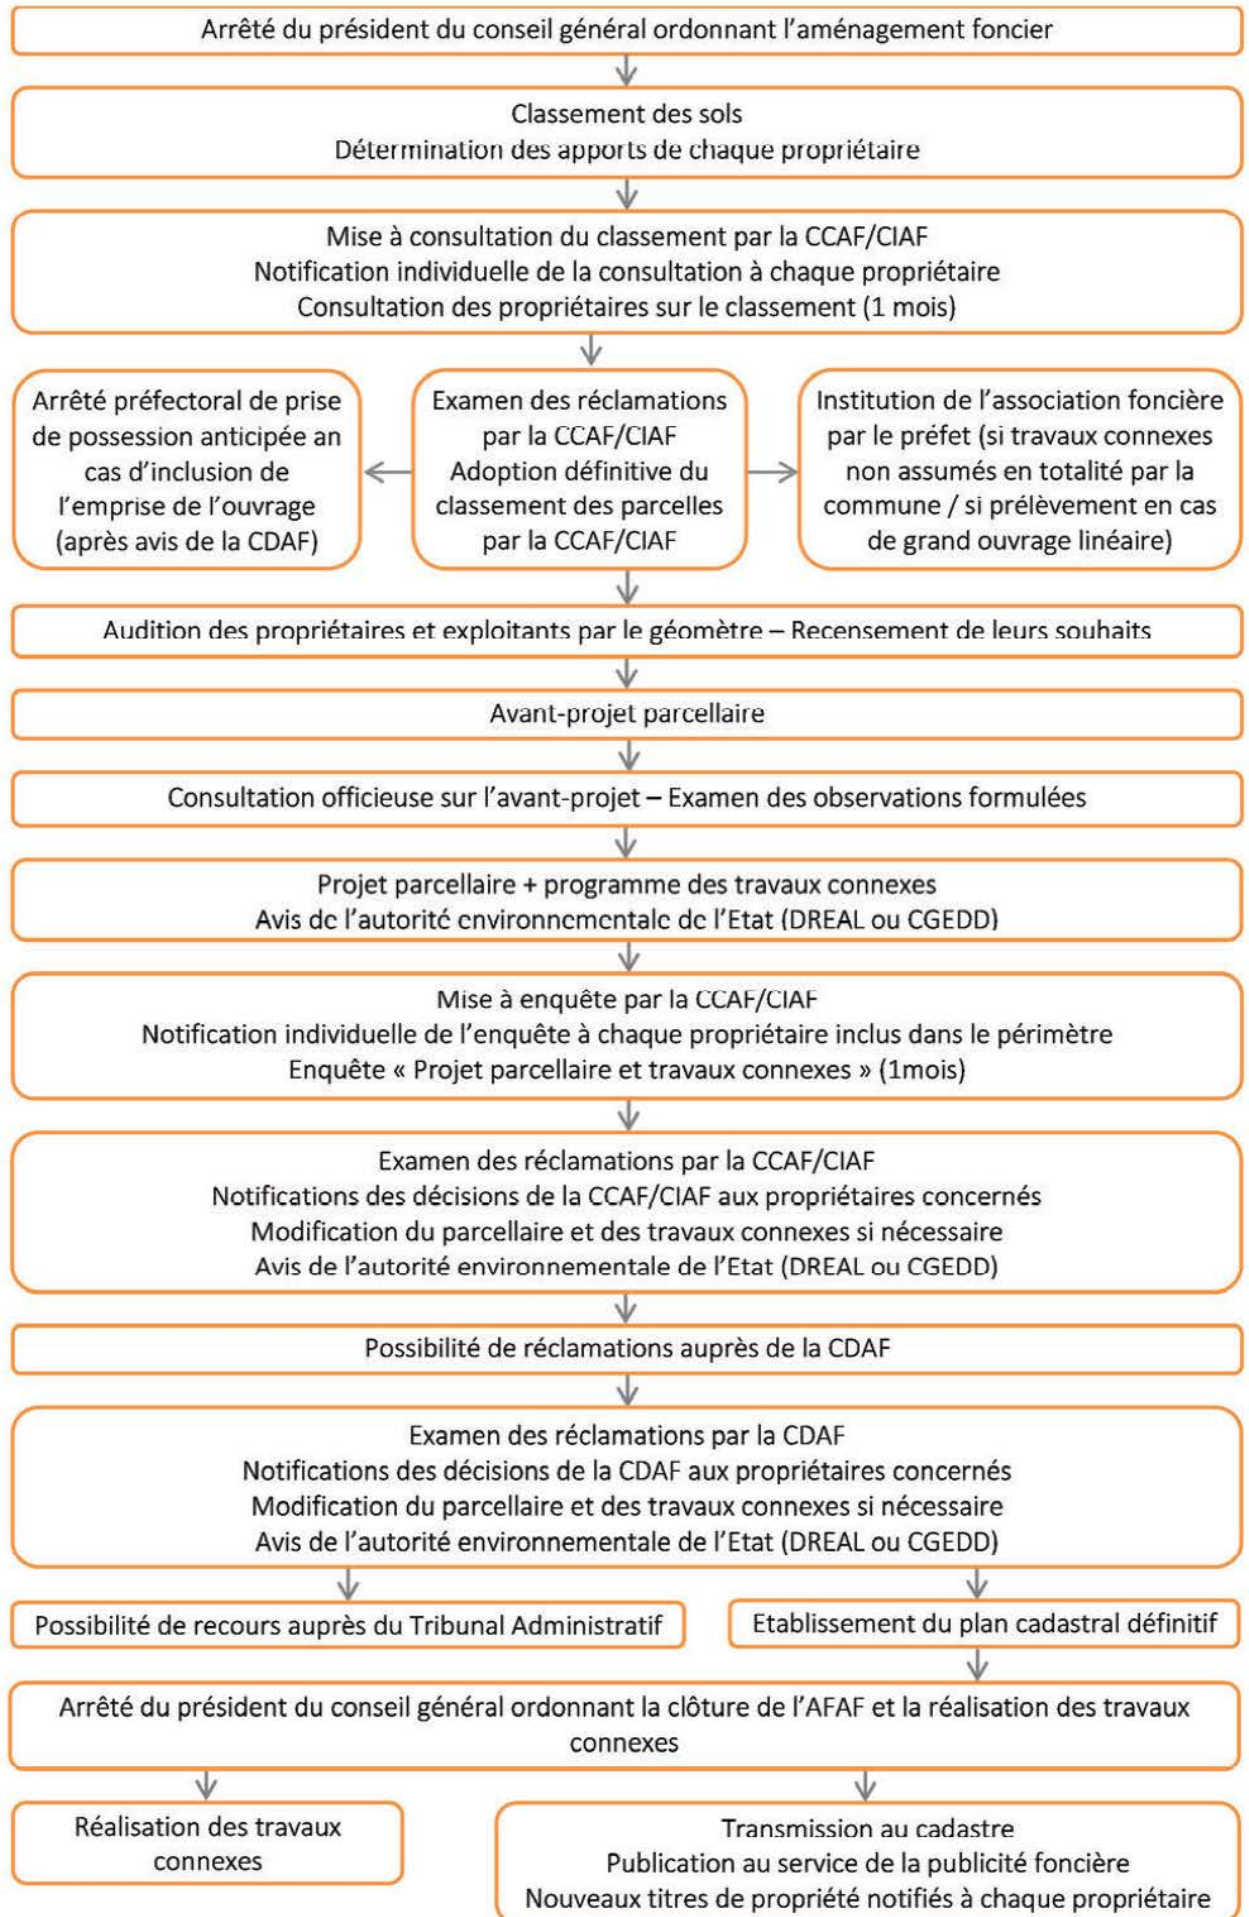 Arrêté du président du conseil général ordonnant l'aménagement foncier
Classement des sols
Détermination des apports de chaque propriétaire
Mise à consultation du classement par la CCAF/CIAF
Notification individuelle de la consultation à chaque propriétaire
Consultation des propriétaires sur le classement (1 mois)
Arrêté préfectoral de prise
de possession anticipée an
cas d'inclusion de
l'emprise de l'ouvrage
(après avis de la CDAF)
Examen des réclamations
par la CCAF/CIAF
Adoption définitive du
classement des parcelles
par la CCAF/CIAF
Institution de l'association foncière
par le préfet (si travaux connexes
non assumés en totalité par la
commune / si prélèvement en cas
de grand ouvrage linéaire)
Audition des propriétaires et exploitants par le géomètre – Recensement de leurs souhaits
Avant-projet parcellaire
Consultation officieuse sur l'avant-projet – Examen des observations formulées
Projet parcellaire + programme des travaux connexes
Avis de l'autorité environnementale de l'Etat (DREAL ou CGEDD)
Mise à enquête par la CCAF/CIAF
Notification individuelle de l'enquête à chaque propriétaire inclus dans le périmètre
Enquête « Projet parcellaire et travaux connexes » (1mois)
Examen des réclamations par la CCAF/CIAF
Notifications des décisions de la CCAF/CIAF aux propriétaires concernés
Modification du parcellaire et des travaux connexes si nécessaire
Avis de l'autorité environnementale de l'Etat (DREAL ou CGEDD)
Possibilité de réclamations auprès de la CDAF
Examen des réclamations par la CDAF
Notifications des décisions de la CDAF aux propriétaires concernés
Modification du parcellaire et des travaux connexes si nécessaire
Avis de l'autorité environnementale de l'Etat (DREAL ou CGEDD)
Possibilité de recours auprès du Tribunal Administratif
Etablissement du plan cadastral définitif
Arrêté du président du conseil général ordonnant la clôture de l'AFAF et la réalisation des travaux
connexes
Réalisation des travaux
connexes
Transmission au cadastre
Publication au service de la publicité foncière
Nouveaux titres de propriété notifiés à chaque propriétaire